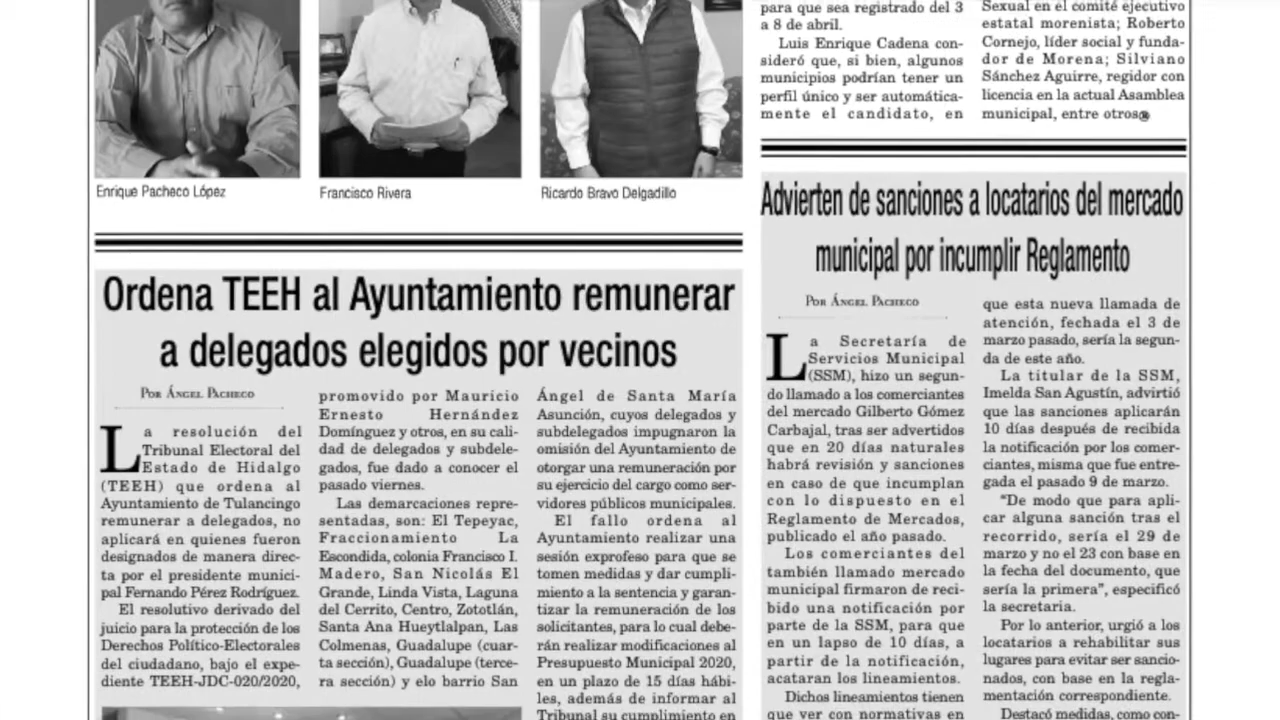 Enrique Pacheco López
Francisco Rivera
Ricardo Bravo Delgadillo
para que sea registrado del 3
a 8 de abril.
Luis Enrique Cadena con-
sideró que, si bien, algunos
municipios podrían tener un
perfil único y ser automática-
mente el candidato, en
Sexual en el comité ejecutivo
estatal morenista; Roberto
Cornejo, líder social y funda-
dor de Morena; Silviano
Sánchez Aguirre, regidor con
licencia en la actual Asamblea
municipal, entre otros
Ordena TEEH al Ayuntamiento remunerar
a delegados elegidos por vecinos
Por Ángel Pacheco
La resolución del
Tribunal Electoral del
Estado de Hidalgo
(TEEH) que ordena al
Ayuntamiento de Tulancingo
remunerar a delegados, no
aplicará en quienes fueron
designados de manera direc-
ta por el presidente munici-
pal Fernando Pérez Rodríguez.
El resolutivo derivado del
juicio para la protección de los
Derechos Político-Electorales
del ciudadano, bajo el expe-
diente TEEH-JDC-020/2020,
promovido por Mauricio
Ernesto Hernández
Domínguez y otros, en su cali-
dad de delegados y subdele-
gados, fue dado a conocer el
pasado viernes.
Las demarcaciones repre-
sentadas, son: El Tepeyac,
Fraccionamiento La
Escondida, colonia Francisco I.
Madero, San Nicolás El
Grande, Linda Vista, Laguna
del Cerrito, Centro, Zototlán,
Santa Ana Hueytlalpan, Las
Colmenas, Guadalupe (cuar-
ta sección), Guadalupe (terce-
ra sección) y elo barrio San
Ángel de Santa María
Asunción, cuyos delegados y
subdelegados impugnaron la
omisión del Ayuntamiento de
otorgar una remuneración por
su ejercicio del cargo como ser-
vidores públicos municipales.
El fallo ordena al
Ayuntamiento realizar una
sesión exprofeso para que se
tomen medidas y dar cumpli-
miento a la sentencia y garan-
tizar la remuneración de los
solicitantes, para lo cual debe-
rán realizar modificaciones al
Presupuesto Municipal 2020,
en un plazo de 15 días hábi-
les, además de informar al
Tribunal su cumplimiento en
Advierten de sanciones a locatarios del mercado
municipal por incumplir Reglamento
Por Ángel Pacheco
La Secretaría de
Servicios Municipal
(SSM), hizo un segun-
do llamado a los comerciantes
del mercado Gilberto Gómez
Carbajal, tras ser advertidos
que en 20 días naturales
habrá revisión y sanciones
en caso de que incumplan
con lo dispuesto en el
Reglamento de Mercados,
publicado el año pasado.
Los comerciantes del
también llamado mercado
municipal firmaron de reci-
bido una notificación por
parte de la SSM, para que
en un lapso de 10 días, a
partir de la notificación,
acataran los lineamientos.
Dichos lineamientos tienen
que ver con normativas en
que esta nueva llamada de
atención, fechada el 3 de
marzo pasado, sería la segun-
da de este año.
La titular de la SSM,
Imelda San Agustín, advirtió
que las sanciones aplicarán
10 días después de recibida
la notificación por los comer-
ciantes, misma que fue entre-
gada el pasado 9 de marzo.
“De modo que para apli-
car alguna sanción tras el
recorrido, sería el 29 de
marzo y no el 23 con base en
la fecha del documento, que
sería la primera”, especificó
la secretaria.
Por lo anterior, urgió a los
locatarios a rehabilitar sus
lugares para evitar ser sancio-
nados, con base en la regla-
mentación correspondiente.
Destacó medidas, como con-